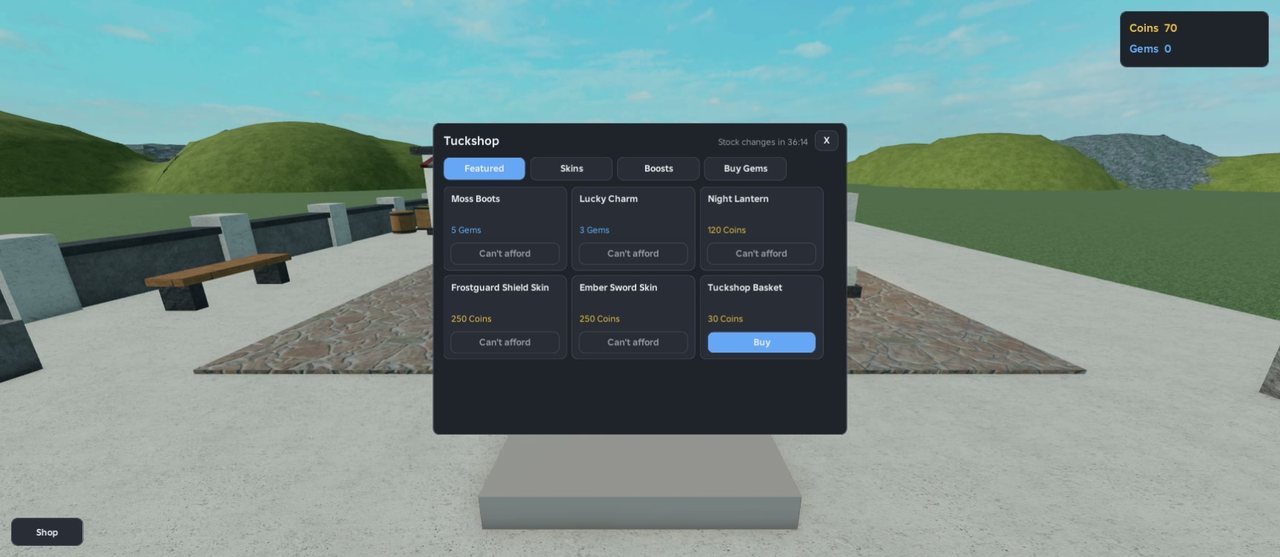 Coins 70
Gems 0
Tuckshop
Stock changes in 36:14
X
Featured
Skins
Boosts
Buy Gems
Moss Boots
5 Gems
Can't afford
Lucky Charm
3 Gems
Can't afford
Night Lantern
120 Coins
Can't afford
Frostguard Shield Skin
250 Coins
Can't afford
Ember Sword Skin
250 Coins
Can't afford
Tuckshop Basket
30 Coins
Buy
Shop